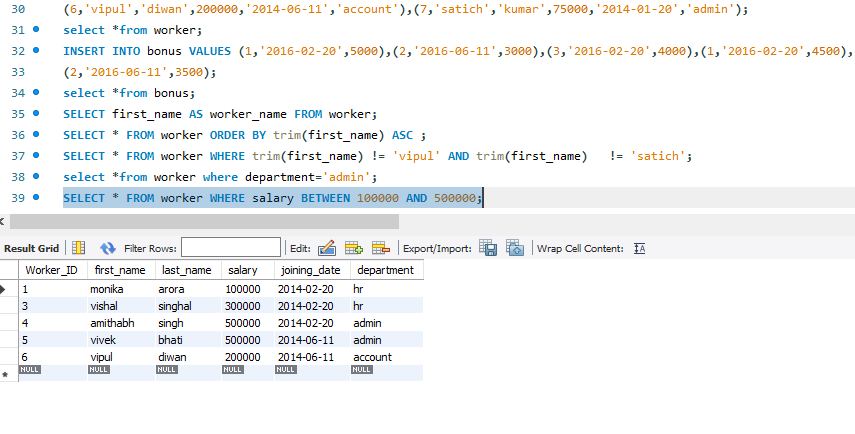 30 (6,'vipul','diwan',200000,'2014-06-11','account'),(7,'satich','kumar',75000,'2014-01-20','admin');
31 select *from worker;
32 INSERT INTO bonus VALUES (1,'2016-02-20',5000),(2,'2016-06-11',3000),(3,'2016-02-20',4000),(1,'2016-02-20',4500),
33 (2,'2016-06-11',3500);
34 select *from bonus;
35 SELECT first_name AS worker_name FROM worker;
36 SELECT * FROM worker ORDER BY trim(first_name) ASC ;
37 SELECT * FROM worker WHERE trim(first_name) != 'vipul' AND trim(first_name)   != 'satich';
38 select *from worker where department='admin';
39 SELECT * FROM worker WHERE salary BETWEEN 100000 AND 500000;
Result Grid Filter Rows: Edit: Export/Import: Wrap Cell Content:
Worker_ID first_name last_name salary joining_date department
1 monika arora 100000 2014-02-20 hr
3 vishal singhal 300000 2014-02-20 hr
4 amithabh singh 500000 2014-02-20 admin
5 vivek bhati 500000 2014-06-11 admin
6 vipul diwan 200000 2014-06-11 account
NULL NULL NULL NULL NULL NULL